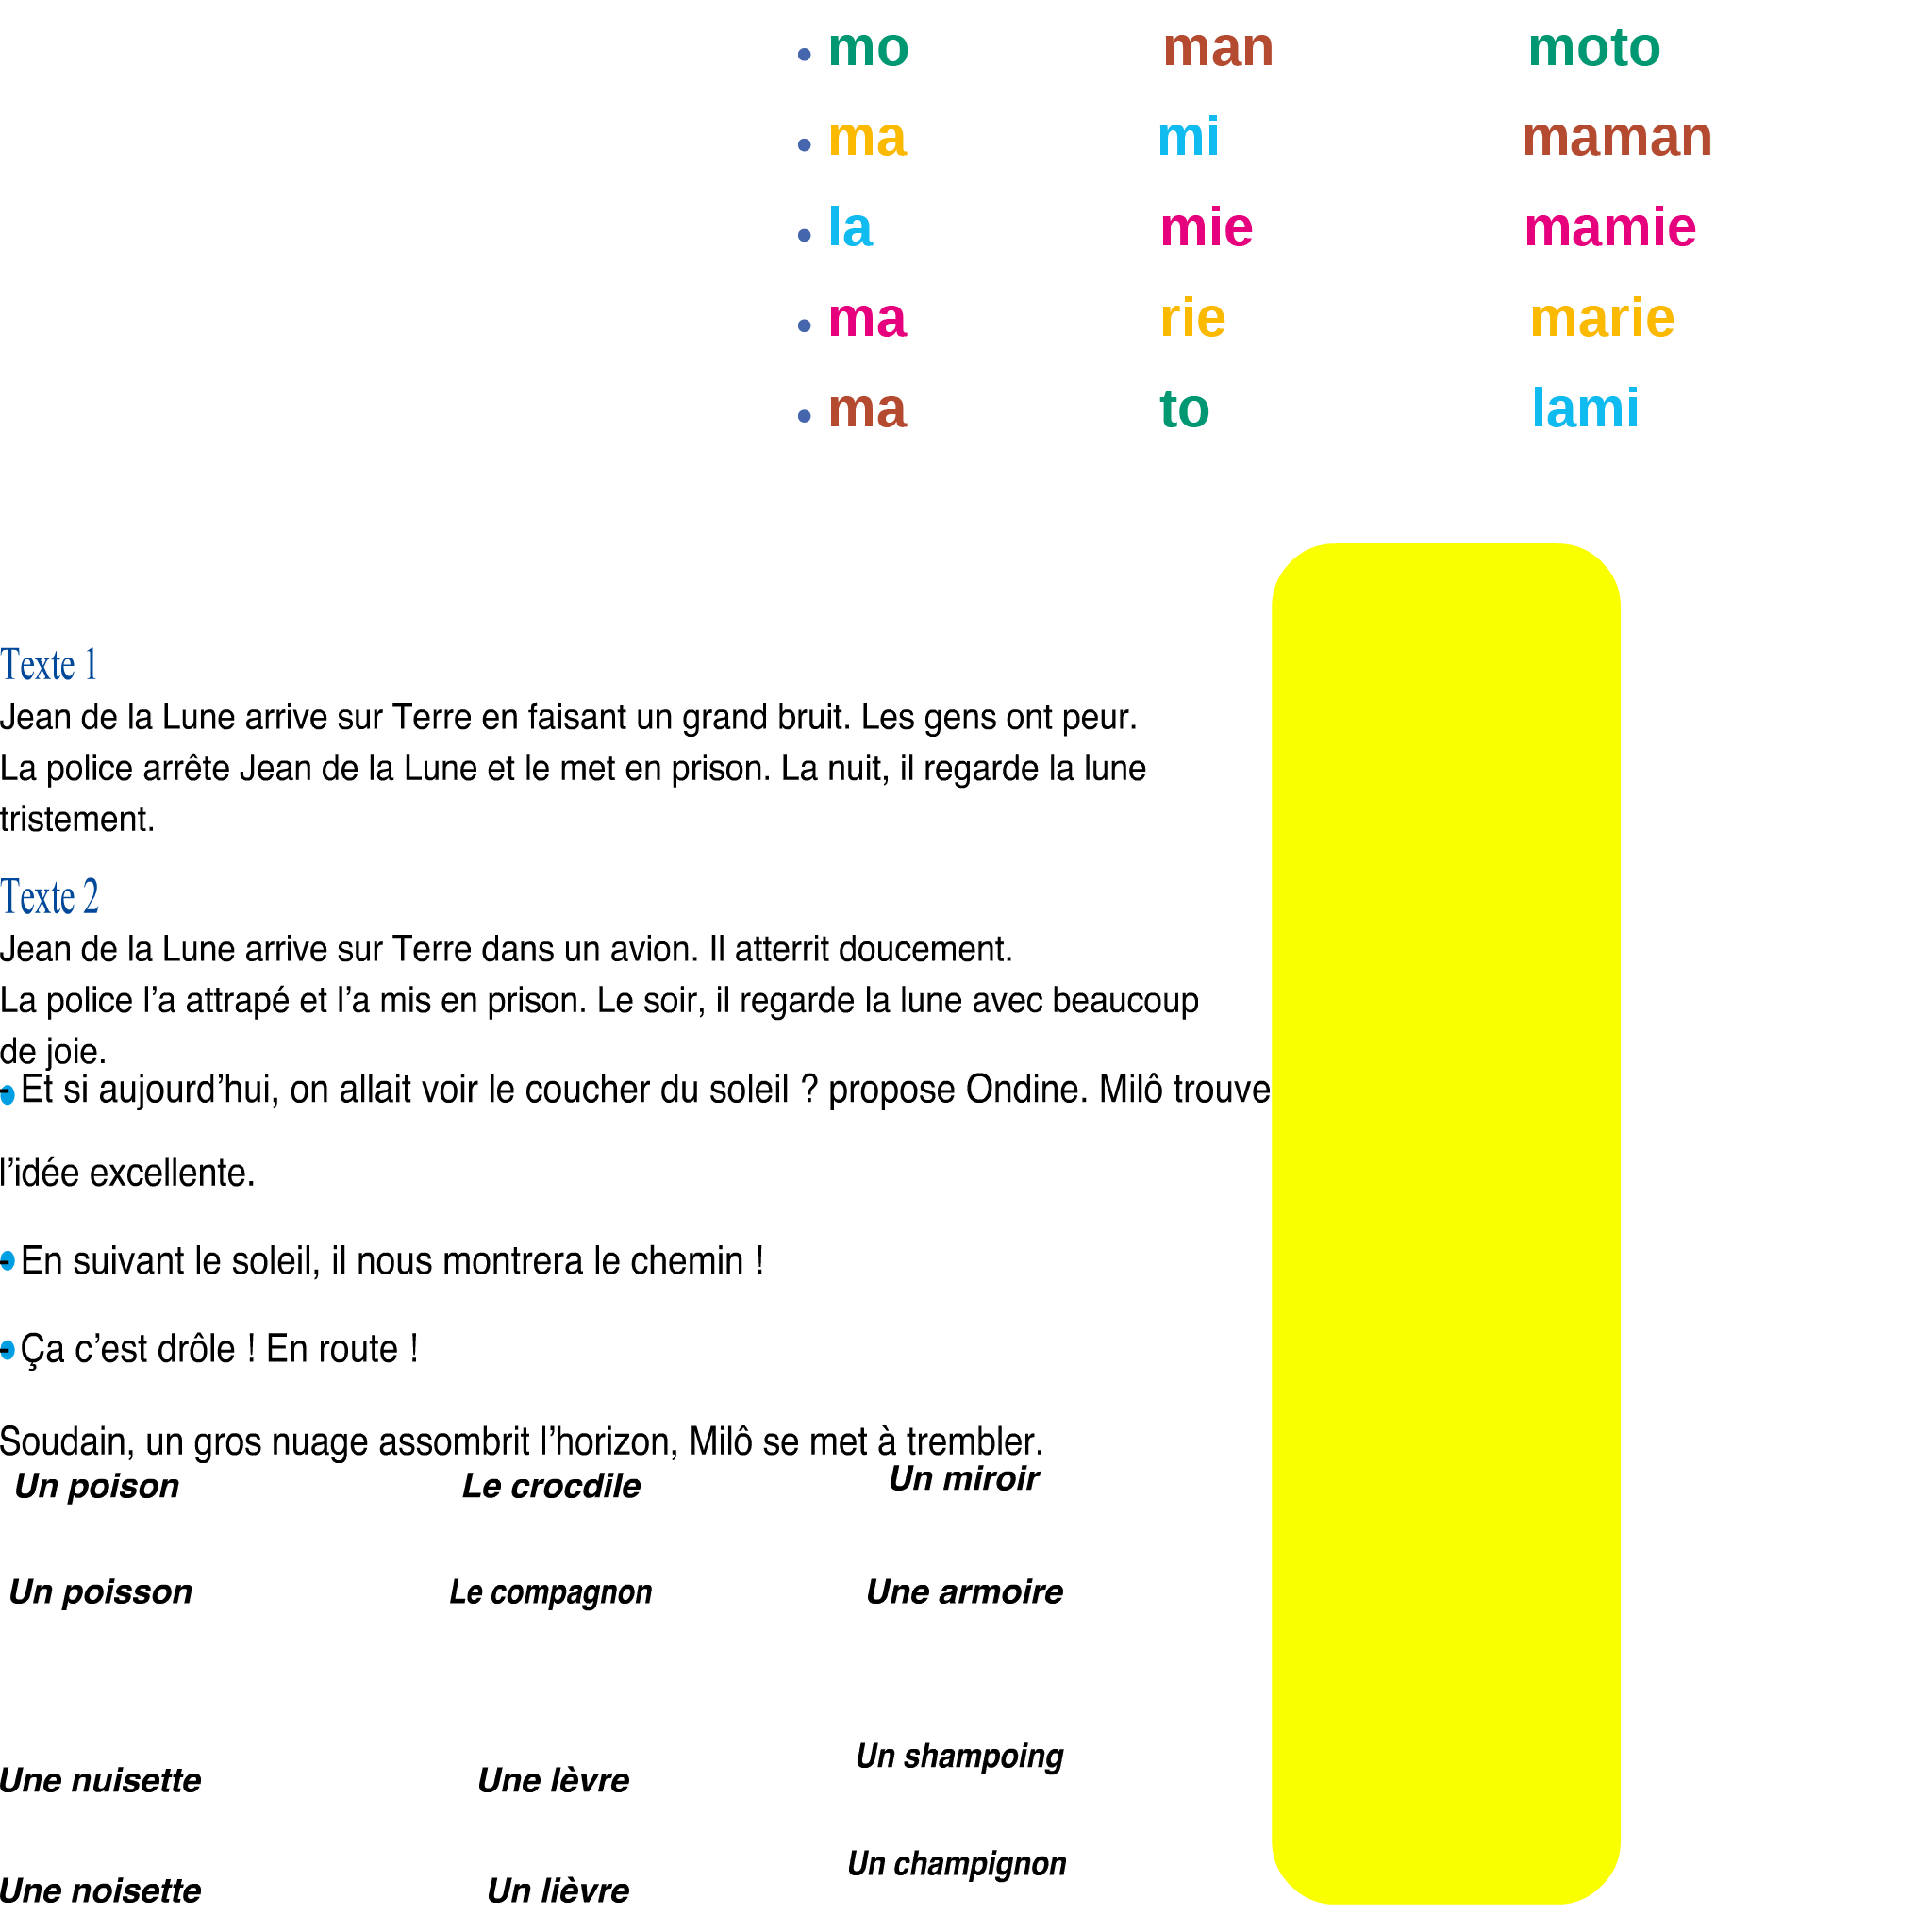 • mo man moto
• ma mi maman
• la mie mamie
• ma rie marie
• ma to lami
Texte 1
Jean de la Lune arrive sur Terre en faisant un grand bruit. Les gens ont peur.
La police arrête Jean de la Lune et le met en prison. La nuit, il regarde la lune
tristement.
Texte 2
Jean de la Lune arrive sur Terre dans un avion. Il atterrit doucement.
La police l’a attrapé et l’a mis en prison. Le soir, il regarde la lune avec beaucoup
de joie.
- Et si aujourd’hui, on allait voir le coucher du soleil ? propose Ondine. Milô trouve
l’idée excellente.
- En suivant le soleil, il nous montrera le chemin !
- Ça c’est drôle ! En route !
Soudain, un gros nuage assombrit l’horizon, Milô se met à trembler.
Un poison Le crocdile Un miroir
Un poisson Le compagnon Une armoire
Une nuisette Une lèvre Un shampoing
Une noisette Un lièvre Un champignon